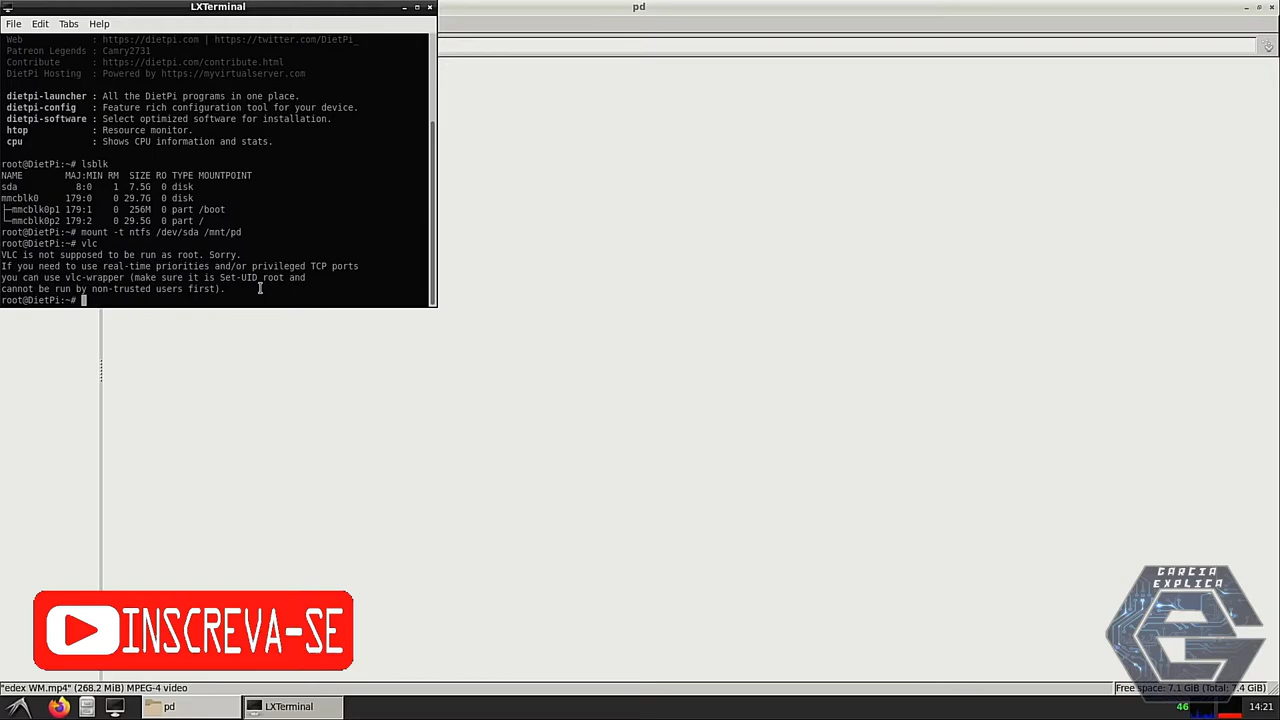 LXTerminal
pd
File Edit Tabs Help
Web : https://dietpi.com | https://twitter.com/DietPi_
Patreon Legends : Camry2731
Contribute : https://dietpi.com/contribute.html
DietPi Hosting : Powered by https://myvirtualserver.com
dietpi-launcher : All the DietPi programs in one place.
dietpi-config : Feature rich configuration tool for your device.
dietpi-software : Select optimized software for installation.
htop : Resource monitor.
cpu : Shows CPU information and stats.
root@DietPi:~# lsblk
NAME MAJ:MIN RM SIZE RO TYPE MOUNTPOINT
sda 8:0 1 7.5G 0 disk
mmcblk0 179:0 0 29.7G 0 disk
├─mmcblk0p1 179:1 0 256M 0 part /boot
└─mmcblk0p2 179:2 0 29.5G 0 part /
root@DietPi:~# mount -t ntfs /dev/sda /mnt/pd
root@DietPi:~# vlc
VLC is not supposed to be run as root. Sorry.
If you need to use real-time priorities and/or privileged TCP ports
you can use vlc-wrapper (make sure it is Set-UID root and
cannot be run by non-trusted users first).
root@DietPi:~#
GARCIA
EXPLICA
INSCREVA-SE
"edex WM.mp4" (268.2 MiB) MPEG-4 video
Free space: 7.1 GiB (Total: 7.4 GiB)
pd
LXTerminal
46
14:21